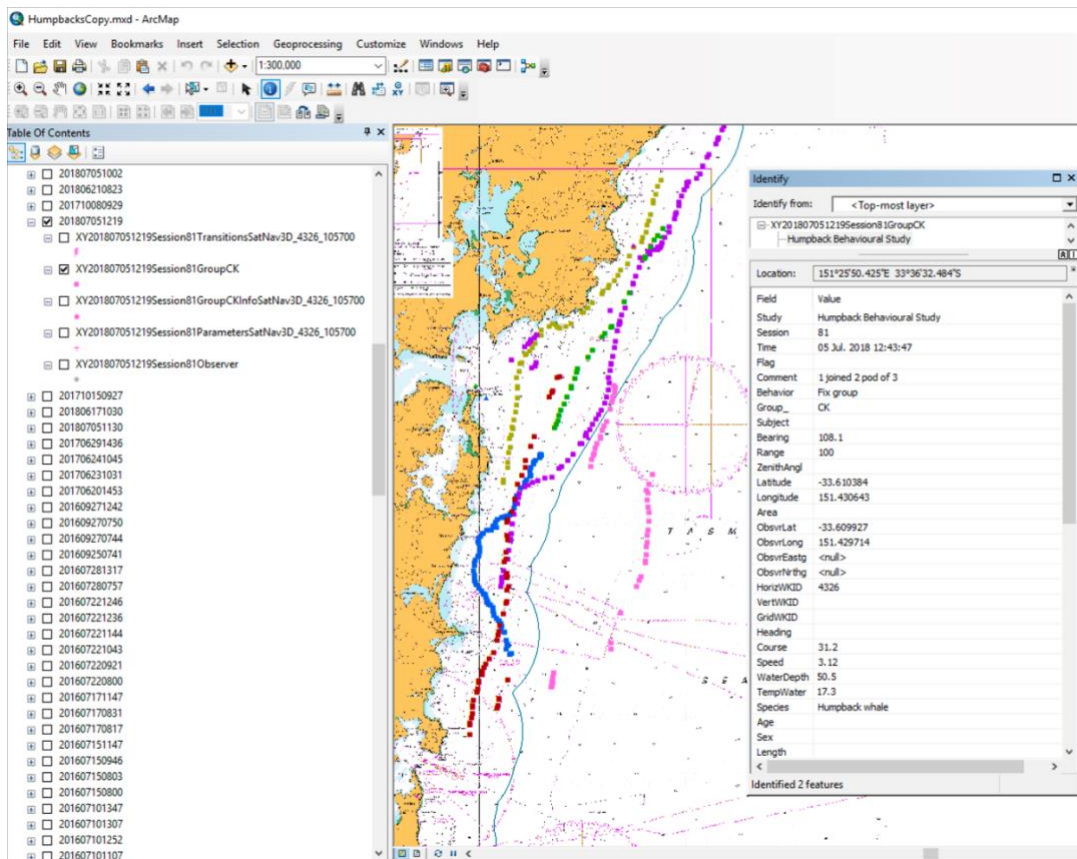 HumpbacksCopy.mxd - ArcMap
File Edit View Bookmarks Insert Selection Geoprocessing Customize Windows Help
1:300,000
Table Of Contents
201807051002
201806210823
201710080929
201807051219
XY201807051219Session81TransitionsSatNav3D_4326_105700
XY201807051219Session81GroupCK
XY201807051219Session81GroupCKInfoSatNav3D_4326_105700
XY201807051219Session81ParametersSatNav3D_4326_105700
XY201807051219Session81Observer
201710150927
201806171030
201807051130
201706291436
201706241045
201706231031
201706201453
201609271242
201609270750
201609270744
201609250741
201607281317
201607280757
201607221246
201607221236
201607221144
201607221043
201607220921
201607220800
201607171147
201607170831
201607170817
201607151147
201607150946
201607150803
201607150800
201607101347
201607101307
201607101252
201607101107
T A S M
S E A
Identify
Identify from: <Top-most layer>
XY201807051219Session81GroupCK
Humpback Behavioural Study
Location: 151°25'50.425"E 33°36'32.484"S
Field Value
Study Humpback Behavioural Study
Session 81
Time 05 Jul. 2018 12:43:47
Flag
Comment 1 joined 2 pod of 3
Behavior Fix group
Group_ CK
Subject
Bearing 108.1
Range 100
ZenithAngl
Latitude -33.610384
Longitude 151.430643
Area
ObsvrLat -33.609927
ObsvrLong 151.429714
ObsvrEastg <null>
ObsvrNrthg <null>
HorizWKID 4326
VertWKID
GridWKID
Heading
Course 31.2
Speed 3.12
WaterDepth 50.5
TempWater 17.3
Species Humpback whale
Age
Sex
Length
Identified 2 features